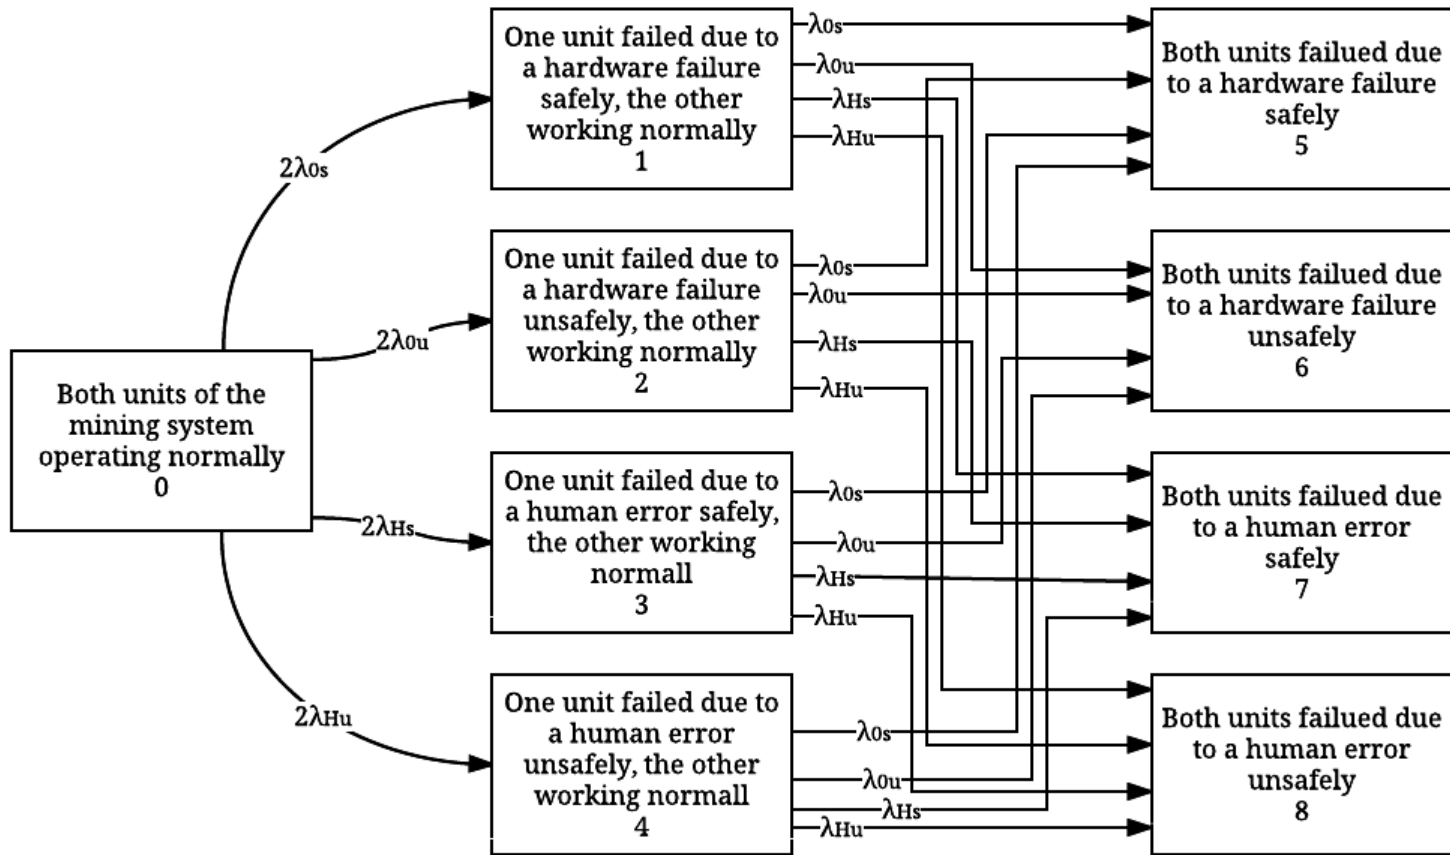 One unit failed due to
a hardware failure
safely, the other
working normally
1
λ0s
λ0u
λHs
λHu
Both units failued due
to a hardware failure
safely
5
2λ0s
One unit failed due to
a hardware failure
unsafely, the other
working normally
2
λ0s
λ0u
λHs
λHu
Both units failued due
to a hardware failure
unsafely
6
2λ0u
Both units of the
mining system
operating normally
0
2λHs
One unit failed due to
a human error safely,
the other working
normall
3
λ0s
λ0u
λHs
λHu
Both units failued due
to a human error
safely
7
2λHu
One unit failed due to
a human error
unsafely, the other
working normall
4
λ0s
λ0u
λHs
λHu
Both units failued due
to a human error
unsafely
8